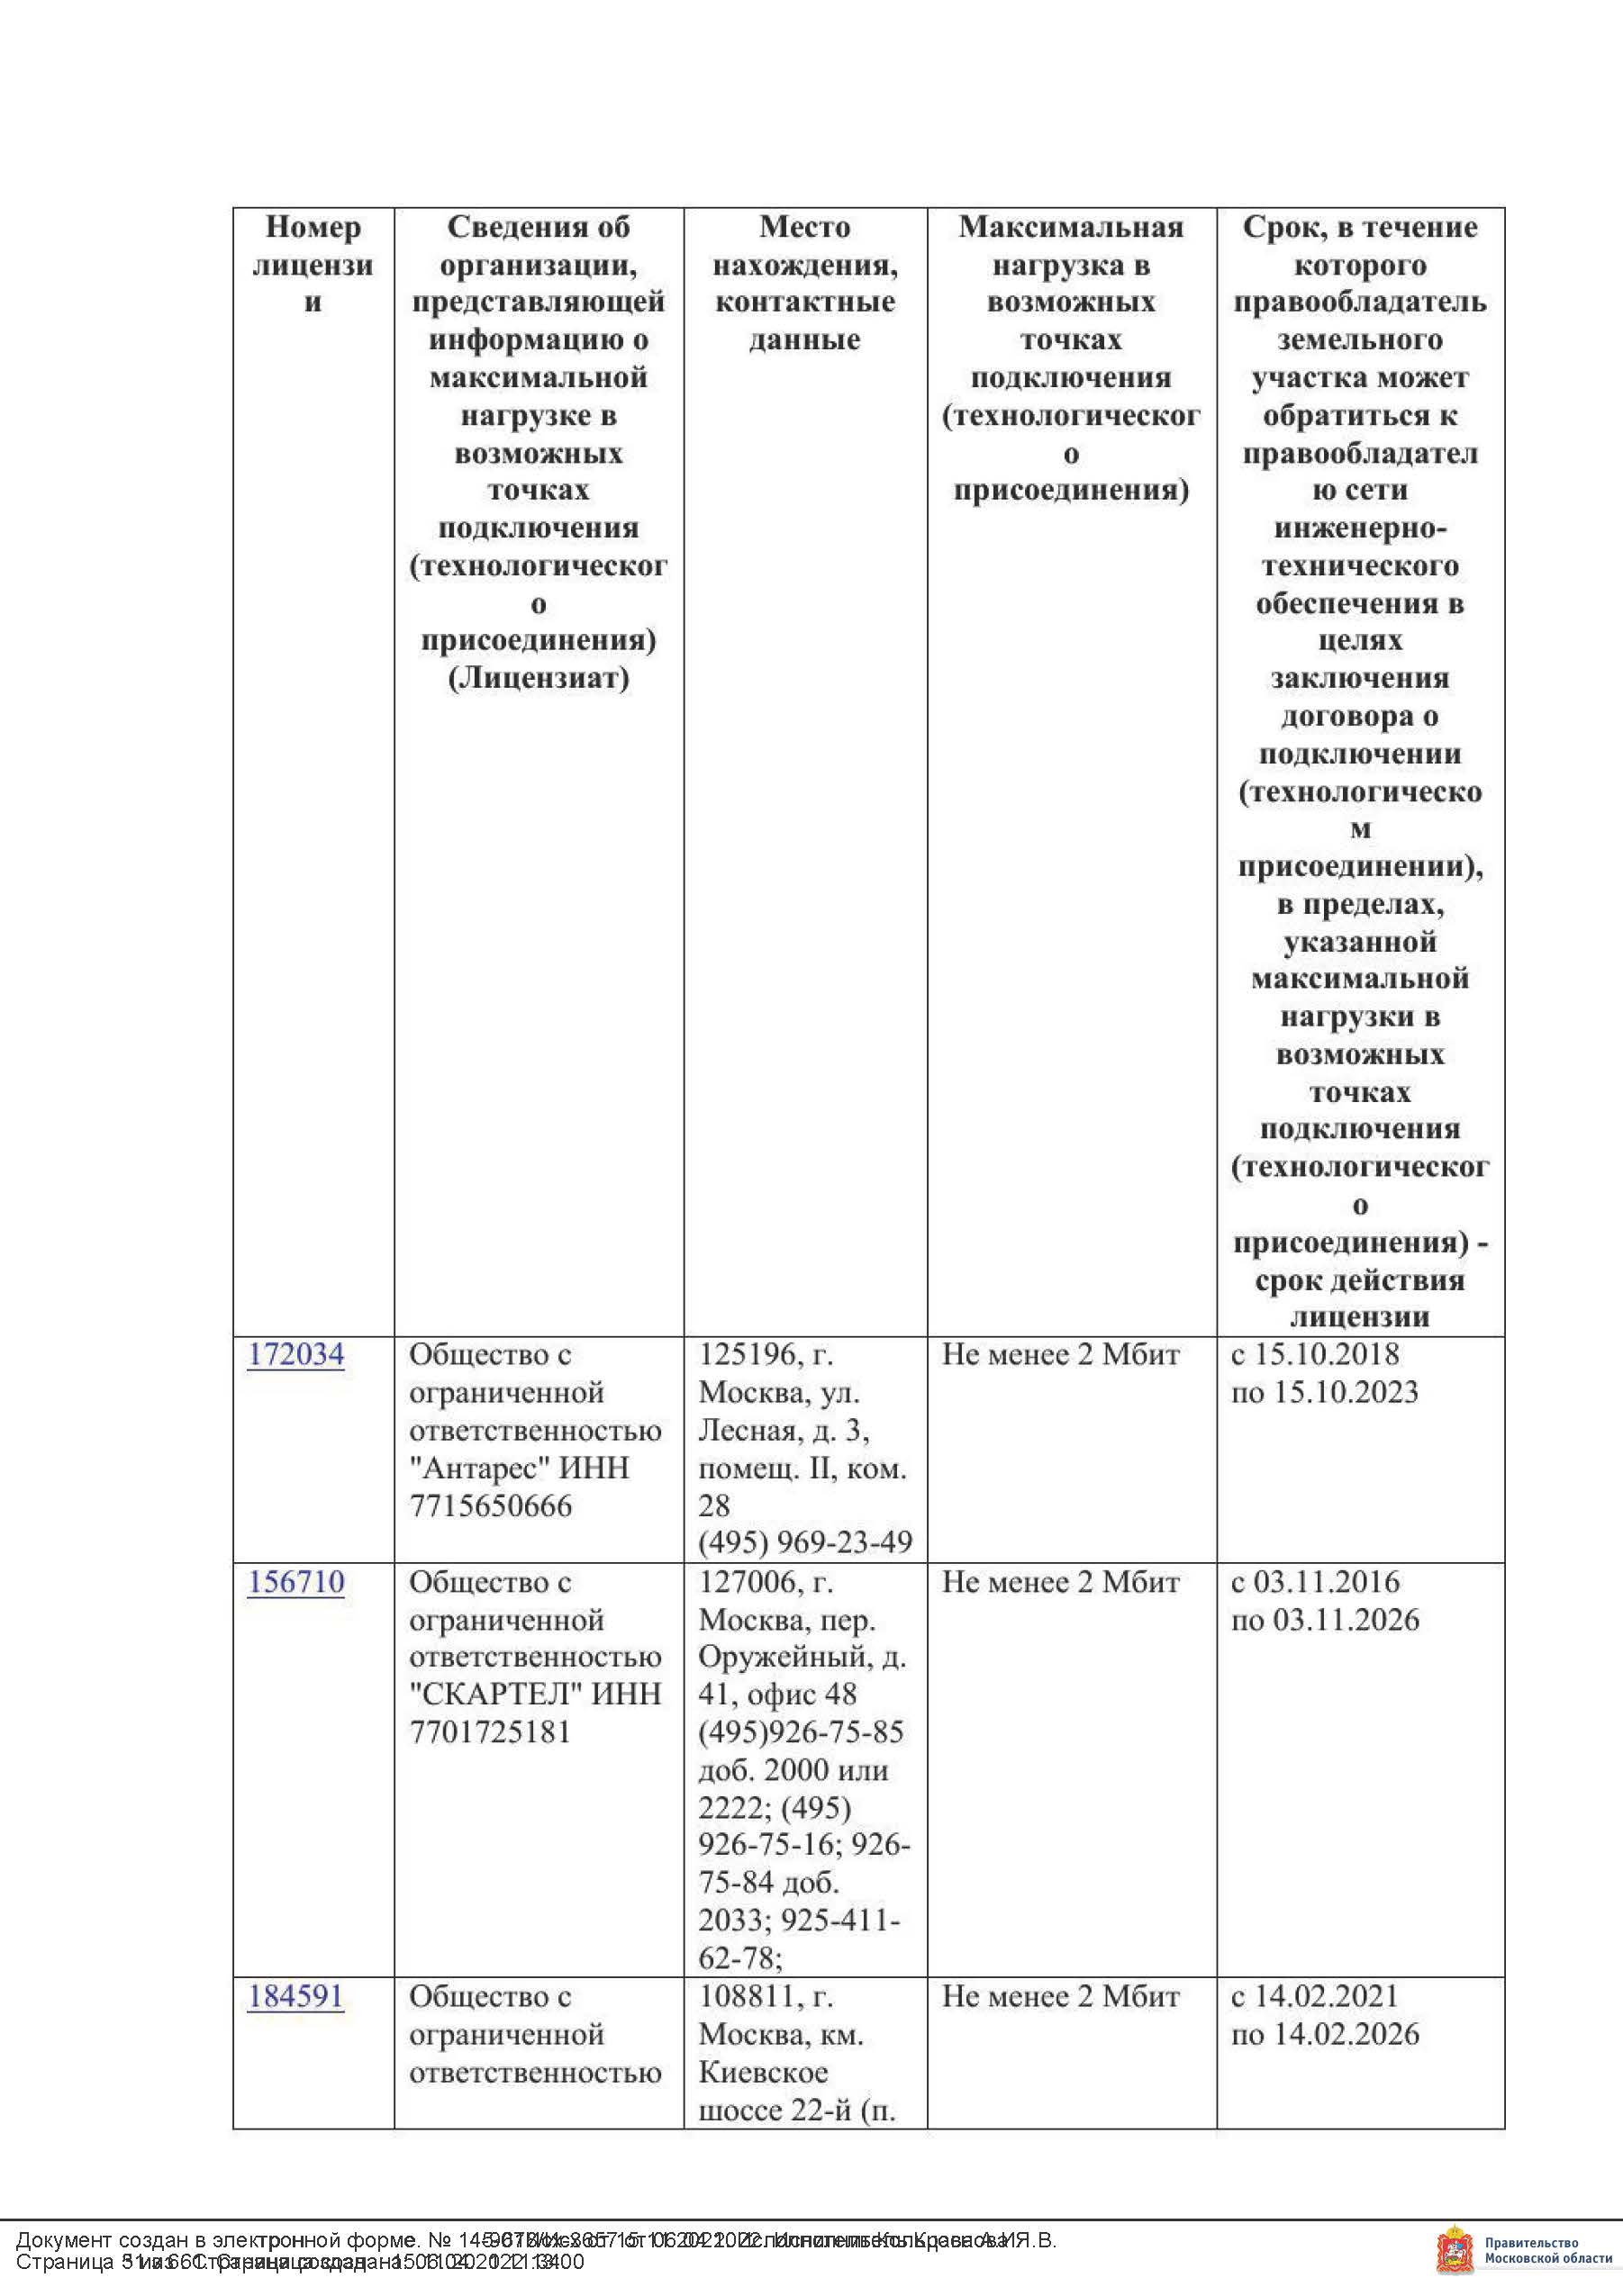 Номер
лицензи
и
Сведения об
организации,
представляющей
информацию о
максимальной
нагрузке в
возможных
точках
подключения
(технологическог
о
присоединения)
(Лицензиат)
Место
нахождения,
контактные
данные
Максимальная
нагрузка в
возможных
точках
подключения
(технологическог
о
присоединения)
Срок, в течение
которого
правообладатель
земельного
участка может
обратиться к
правообладател
ю сети
инженерно-
технического
обеспечения в
целях
заключения
договора о
подключении
(технологическо
м
присоединении),
в пределах,
указанной
максимальной
нагрузки в
возможных
точках
подключения
(технологическог
о
присоединения) -
срок действия
лицензии
172034
Общество с
ограниченной
ответственностью
"Антарес" ИНН
7715650666
125196, г.
Москва, ул.
Лесная, д. 3,
помещ. II, ком.
28
(495) 969-23-49
Не менее 2 Мбит
с 15.10.2018
по 15.10.2023
156710
Общество с
ограниченной
ответственностью
"СКАРТЕЛ" ИНН
7701725181
127006, г.
Москва, пер.
Оружейный, д.
41, офис 48
(495)926-75-85
доб. 2000 или
2222; (495)
926-75-16; 926-
75-84 доб.
2033; 925-411-
62-78;
Не менее 2 Мбит
с 03.11.2016
по 03.11.2026
184591
Общество с
ограниченной
ответственностью
108811, г.
Москва, км.
Киевское
шоссе 22-й (п.
Не менее 2 Мбит
с 14.02.2021
по 14.02.2026
Документ создан в электронной форме. №
Страница
Правительство
Московской области